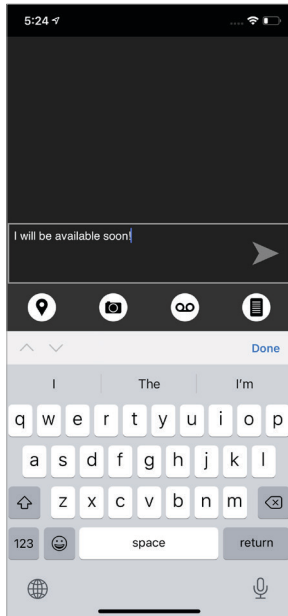 5:24
I will be available soon!
Done
I The I'm
q w e r t y u i o p
a s d f g h j k l
z x c v b n m
123 space return